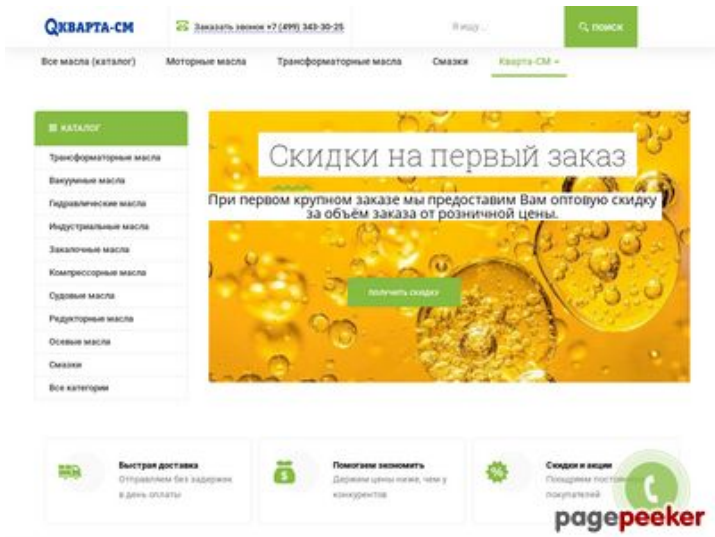 QКВАРТА-СМ
Заказать звонок +7 (499) 343-30-25
Я ищу...
ПОИСК
Все масла (каталог)
Моторные масла
Трансформаторные масла
Смазки
Кварта-СМ
КАТАЛОГ
Трансформаторные масла
Вакуумные масла
Гидравлические масла
Индустриальные масла
Закалочные масла
Компрессорные масла
Судовые масла
Редукторные масла
Осевые масла
Смазки
Все категории
Скидки на первый заказ
При первом крупном заказе мы предоставим Вам оптовую скидку
за объём заказа от розничной цены.
ПОЛУЧИТЬ СКИДКУ
Быстрая доставка
Отправляем без задержек
в день оплаты
Помогаем экономить
Держим цены ниже, чем у
конкурентов
Скидки и акции
Поощряем
покупателей
pagepeeker